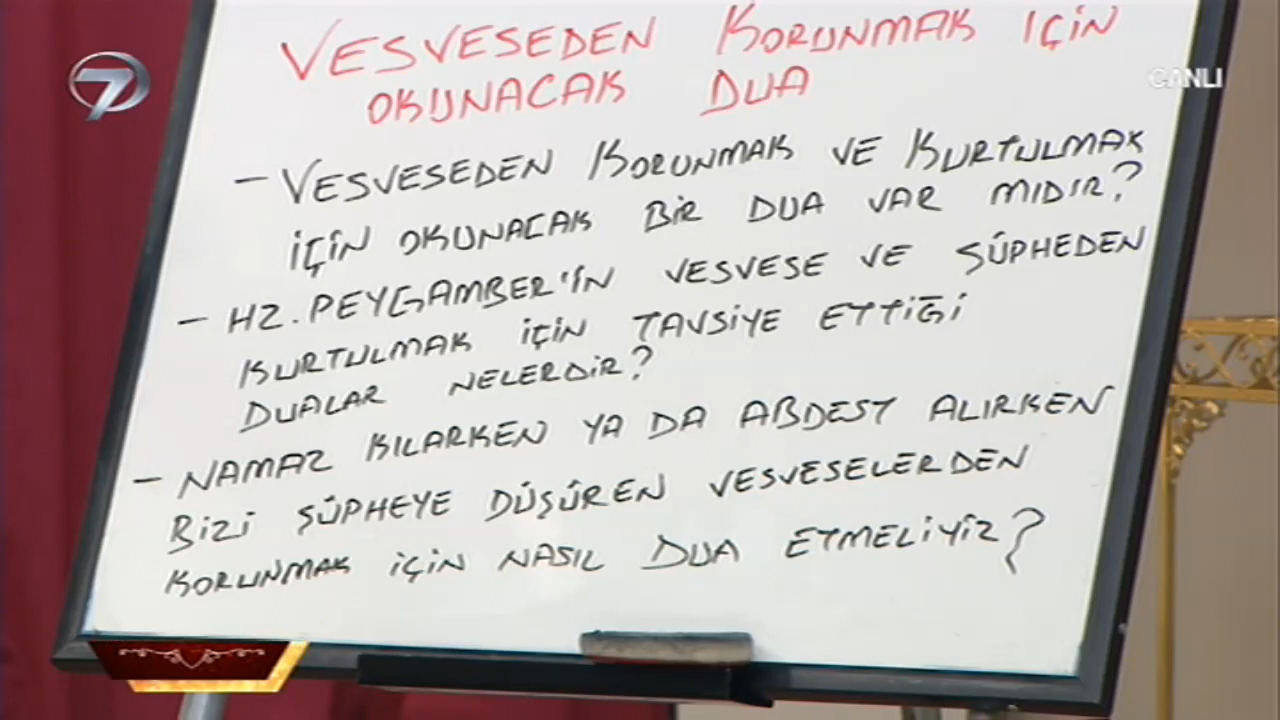 7
CANLI
VESVESEDEN KORUNMAK İÇİN
OKUNACAK DUA
- VESVESEDEN KORUNMAK VE KURTULMAK
İÇİN OKUNACAK BİR DUA VAR MIDIR?
- HZ. PEYGAMBER'İN VESVESE VE ŞÜPHEDEN
KURTULMAK İÇİN TAVSİYE ETTİĞİ
DUALAR NELERDİR?
- NAMAZ KILARKEN YA DA ABDEST ALIRKEN
BİZİ ŞÜPHEYE DÜŞÜREN VESVESELERDEN
KORUNMAK İÇİN NASIL DUA ETMELİYİZ?